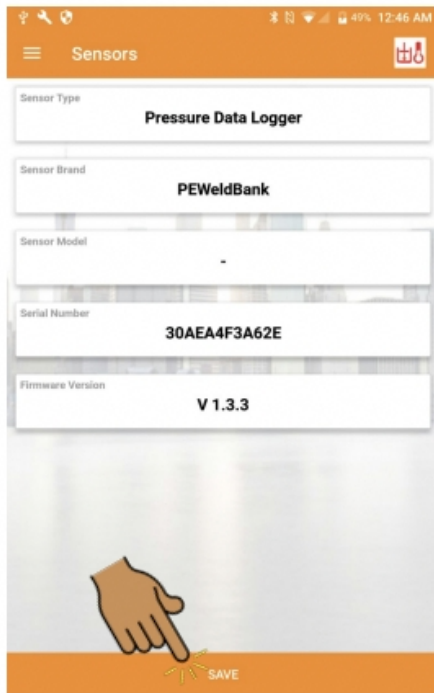 49% 12:46 AM
Sensors
Sensor Type
Pressure Data Logger
Sensor Brand
PEWeldBank
Sensor Model
-
Serial Number
30AEA4F3A62E
Firmware Version
V 1.3.3
SAVE